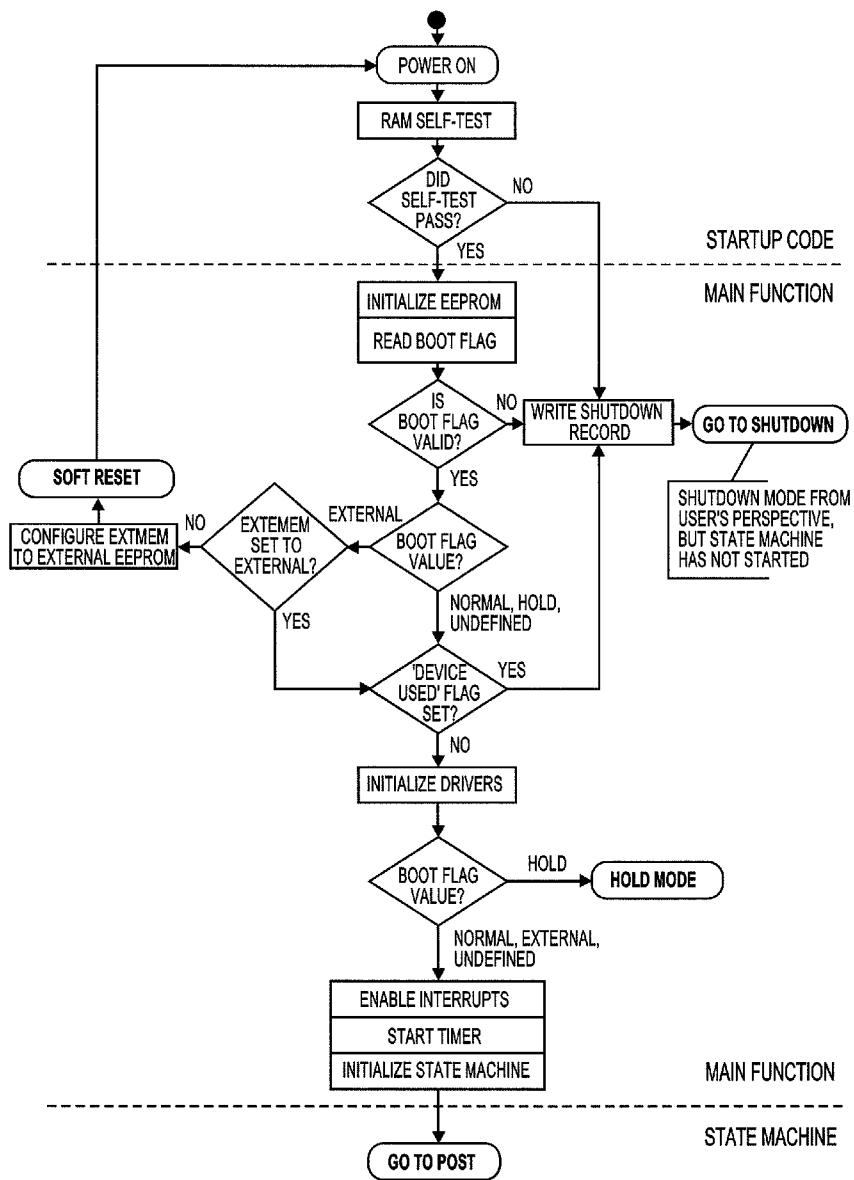 POWER ON
RAM SELF-TEST
DID
SELF-TEST
PASS?
NO
YES
STARTUP CODE
MAIN FUNCTION
INITIALIZE EEPROM
READ BOOT FLAG
IS
BOOT FLAG
VALID?
NO
YES
WRITE SHUTDOWN
RECORD
GO TO SHUTDOWN
SHUTDOWN MODE FROM
USER'S PERSPECTIVE,
BUT STATE MACHINE
HAS NOT STARTED
SOFT RESET
CONFIGURE EXTMEM
TO EXTERNAL EEPROM
NO
EXTEMEM
SET TO
EXTERNAL?
YES
EXTERNAL
BOOT FLAG
VALUE?
NORMAL, HOLD,
UNDEFINED
'DEVICE
USED' FLAG
SET?
YES
NO
INITIALIZE DRIVERS
BOOT FLAG
VALUE?
HOLD
HOLD MODE
NORMAL, EXTERNAL,
UNDEFINED
ENABLE INTERRUPTS
START TIMER
INITIALIZE STATE MACHINE
MAIN FUNCTION
STATE MACHINE
GO TO POST